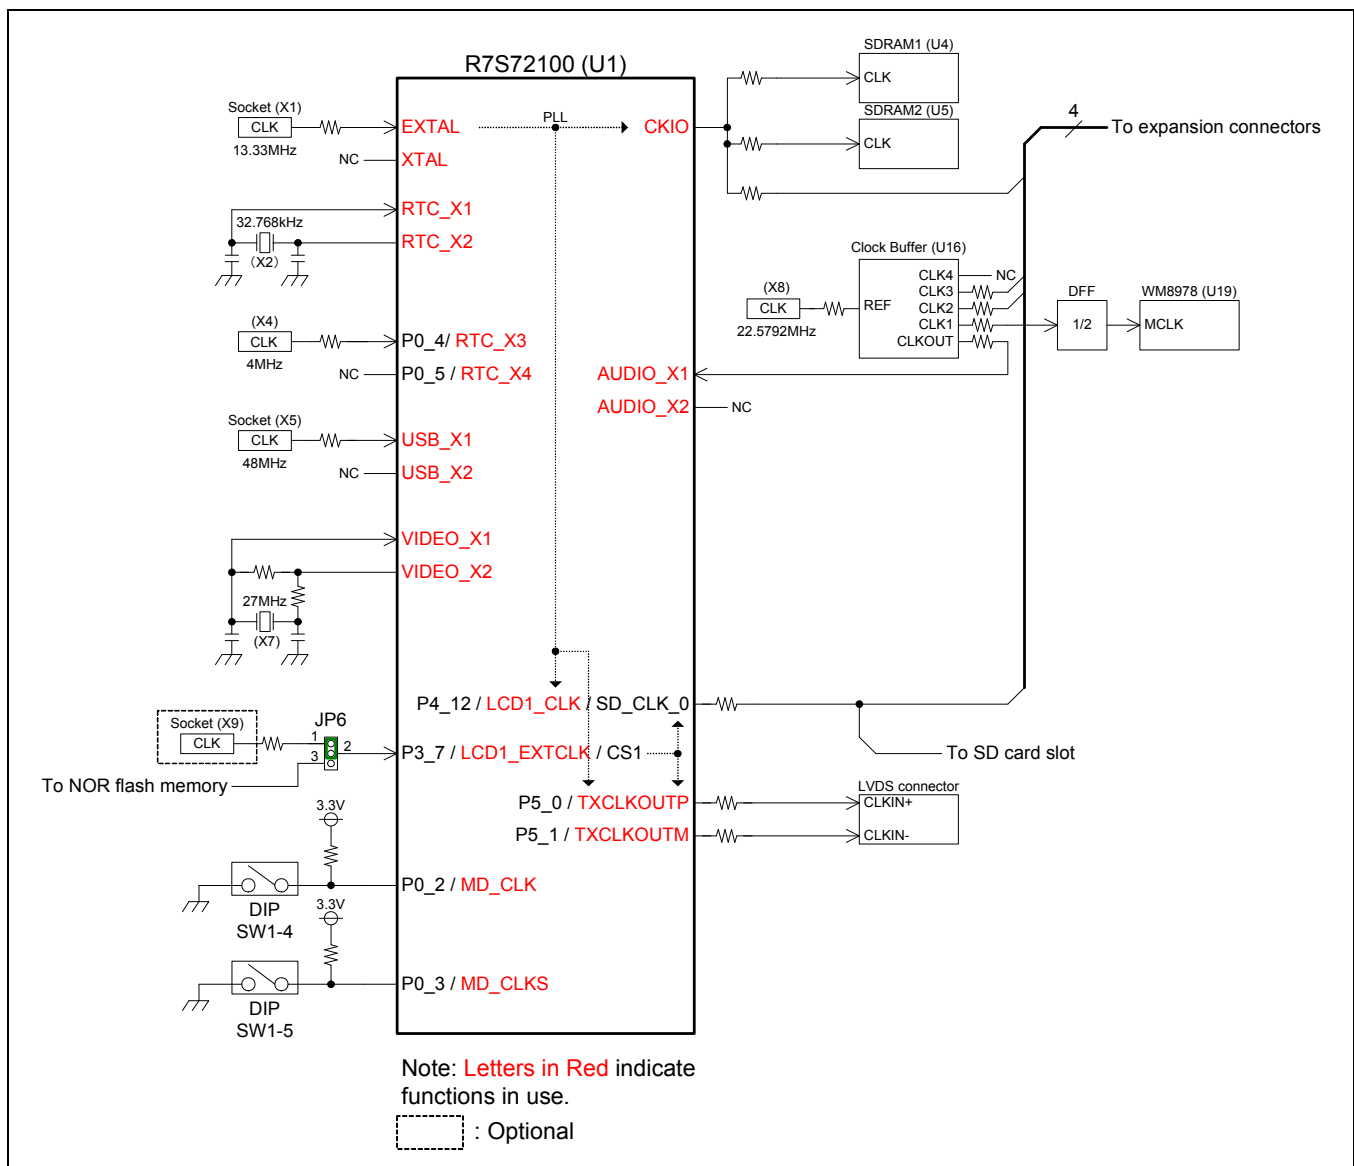 R7S72100 (U1)
Socket (X1)
CLK
13.33MHz
EXTAL
PLL
CKIO
NC
XTAL
SDRAM1 (U4)
CLK
SDRAM2 (U5)
CLK
4
To expansion connectors
RTC_X1
32.768kHz
RTC_X2
(X2)
Clock Buffer (U16)
CLK4
NC
CLK3
CLK2
CLK1
CLKOUT
REF
(X8)
CLK
22.5792MHz
DFF
1/2
WM8978 (U19)
MCLK
(X4)
CLK
4MHz
P0_4/ RTC_X3
NC
P0_5 / RTC_X4
AUDIO_X1
AUDIO_X2
NC
Socket (X5)
CLK
48MHz
USB_X1
NC
USB_X2
VIDEO_X1
VIDEO_X2
27MHz
(X7)
P4_12 / LCD1_CLK / SD_CLK_0
Socket (X9)
CLK
JP6
1
2
3
P3_7 / LCD1_EXTCLK / CS1
To SD card slot
To NOR flash memory
P5_0 / TXCLKOUTP
P5_1 / TXCLKOUTM
LVDS connector
CLKIN+
CLKIN-
3.3V
P0_2 / MD_CLK
DIP
SW1-4
3.3V
P0_3 / MD_CLKS
DIP
SW1-5
Note: Letters in Red indicate
functions in use.
: Optional